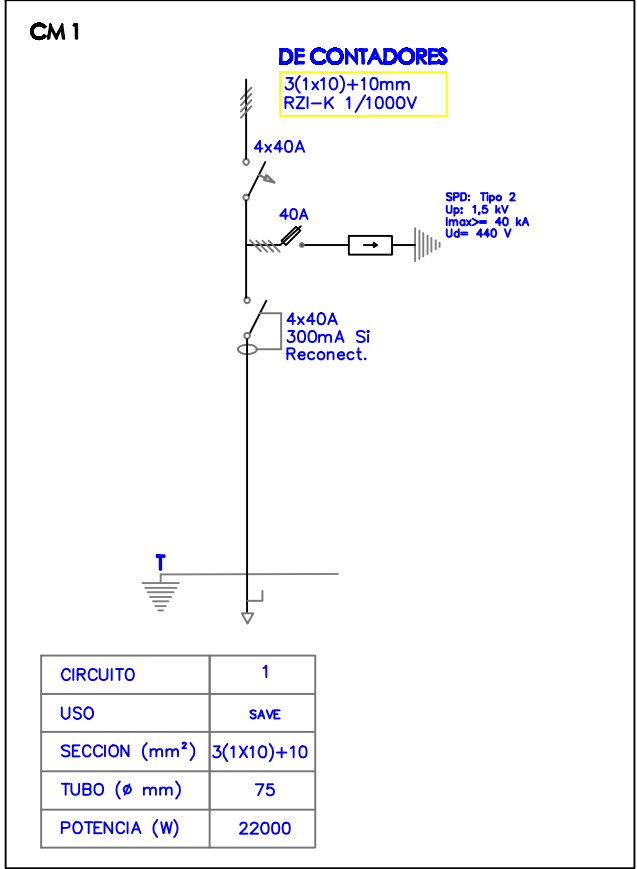 CM 1
DE CONTADORES
3(1x10)+10mm
RZI-K 1/1000V
4x40A
40A
SPD: Tipo 2
Up: 1,5 kV
Imax>= 40 kA
Ud= 440 V
4x40A
300mA Si
Reconect.
T
CIRCUITO 1
USO SAVE
SECCION (mm²) 3(1X10)+10
TUBO (ø mm) 75
POTENCIA (W) 22000